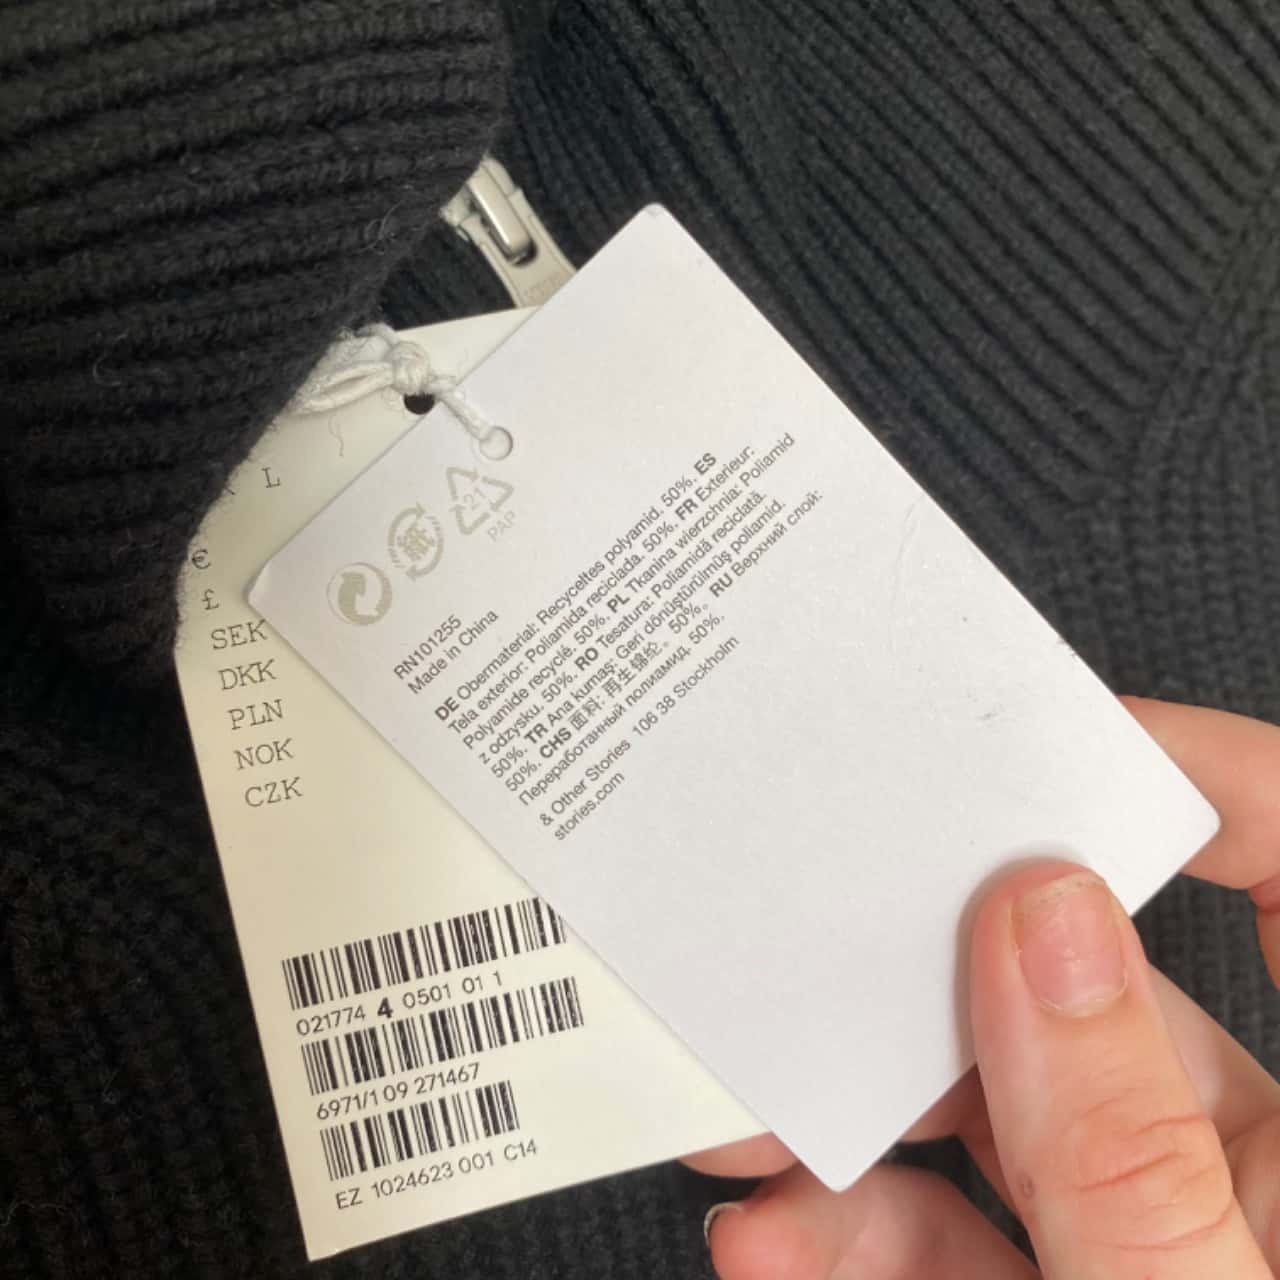 L
€
£
SEK
DKK
PLN
NOK
CZK
021774 4 0501 01 1
6971/1 09 271467
EZ 1024623 001 C14
紙
21
PAP
RN101255
Made in China
DE Obermaterial: Recyceltes polyamid. 50%. ES
Tela exterior: Poliamida reciclada. 50%. FR Exterieur:
Polyamide recyclé. 50%. PL Tkanina wierzchnia: Poliamid
z odzysku. 50%. RO Tesatura: Poliamidă reciclată.
50%. TR Ana kumaş: Geri dönüştürülmüş poliamid.
50%. CHS 面料: 再生锦纶。50%。 RU Верхний слой:
Переработанный полиамид. 50%.
& Other Stories 106 38 Stockholm
stories.com